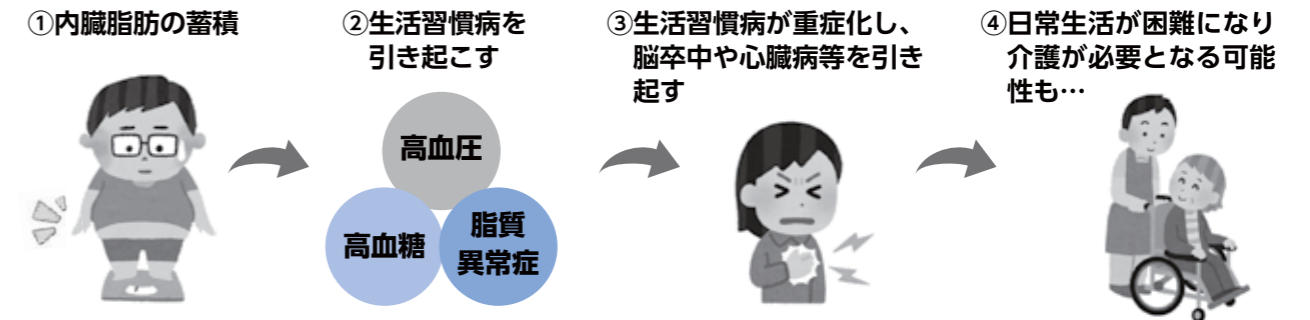 ①内臓脂肪の蓄積
②生活習慣病を
引き起こす
高血圧
高血糖
脂質
異常症
③生活習慣病が重症化し、
脳卒中や心臓病等を引き
起す
④日常生活が困難になり
介護が必要となる可能
性も…